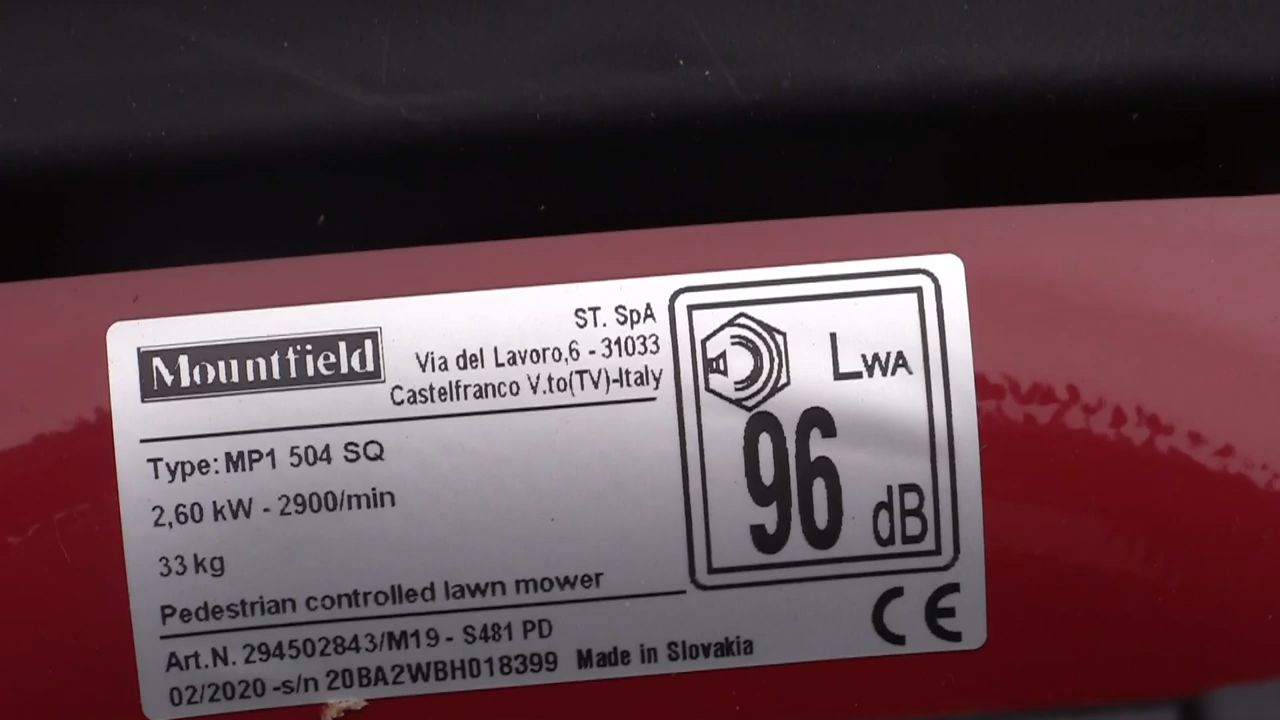 Mountfield
ST. SpA
Via del Lavoro,6 - 31033
Castelfranco V.to(TV)-Italy
Type: MP1 504 SQ
2,60 kW - 2900/min
33 kg
Pedestrian controlled lawn mower
Art.N. 294502843/M19 - S481 PD
02/2020 -s/n 20BA2WBH018399 Made in Slovakia
LWA
96 dB
CE